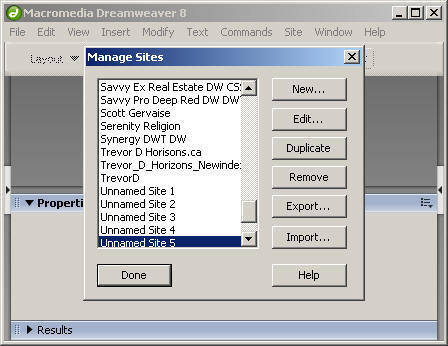 Macromedia Dreamweaver 8
File Edit View Insert Modify Text Commands Site Window Help
Layout
Manage Sites
Savvy Ex Real Estate DW CS
Savvy Pro Deep Red DW DW
Scott Gervaise
Serenity Religion
Synergy DWT DW
Trevor D Horisons.ca
Trevor_D_Horizons_Newinde
TrevorD
Unnamed Site 1
Unnamed Site 2
Unnamed Site 3
Unnamed Site 4
Unnamed Site 5
New...
Edit...
Duplicate
Remove
Export...
Import...
Done
Help
Properti
Results